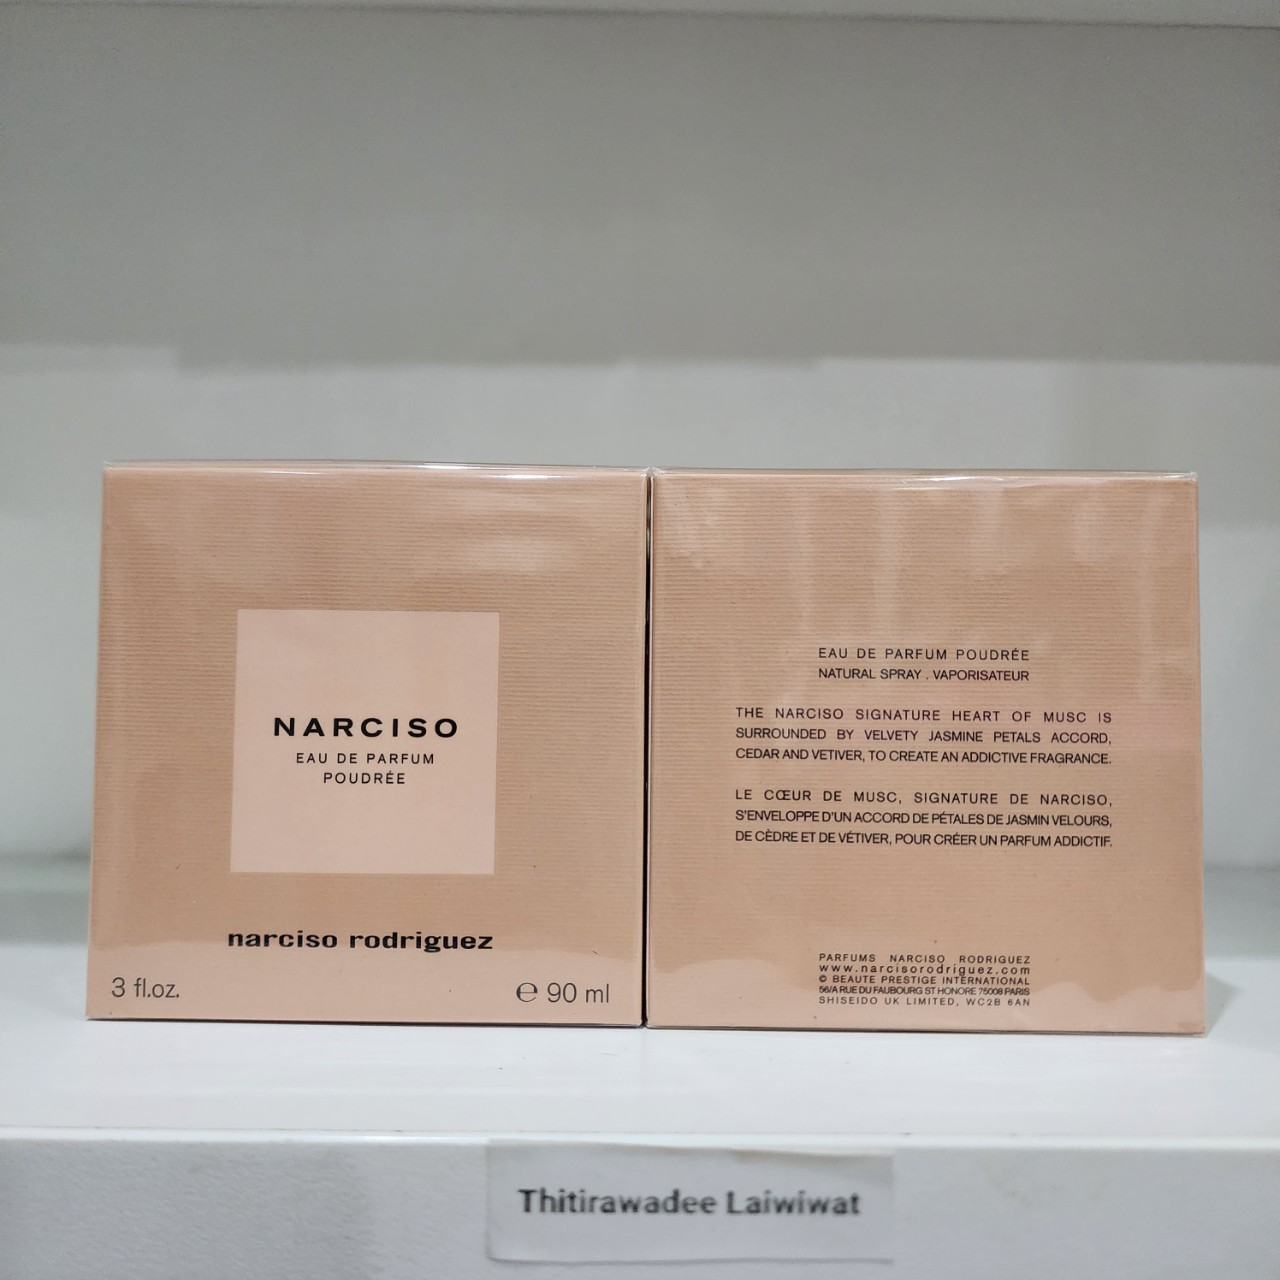 NARCISO
EAU DE PARFUM
POUDRÉE
narciso rodriguez
3 fl.oz.
℮ 90 ml
EAU DE PARFUM POUDRÉE
NATURAL SPRAY . VAPORISATEUR
THE NARCISO SIGNATURE HEART OF MUSC IS
SURROUNDED BY VELVETY JASMINE PETALS ACCORD,
CEDAR AND VETIVER, TO CREATE AN ADDICTIVE FRAGRANCE.
LE CŒUR DE MUSC, SIGNATURE DE NARCISO,
S'ENVELOPPE D'UN ACCORD DE PÉTALES DE JASMIN VELOURS,
DE CÈDRE ET DE VÉTIVER, POUR CRÉER UN PARFUM ADDICTIF.
PARFUMS NARCISO RODRIGUEZ
www.narcisorodriguez.com
© BEAUTE PRESTIGE INTERNATIONAL
56/A RUE DU FAUBOURG ST HONORE 75008 PARIS
SHISEIDO UK LIMITED, WC2B 6AN
Thitirawadee Laiwiwat